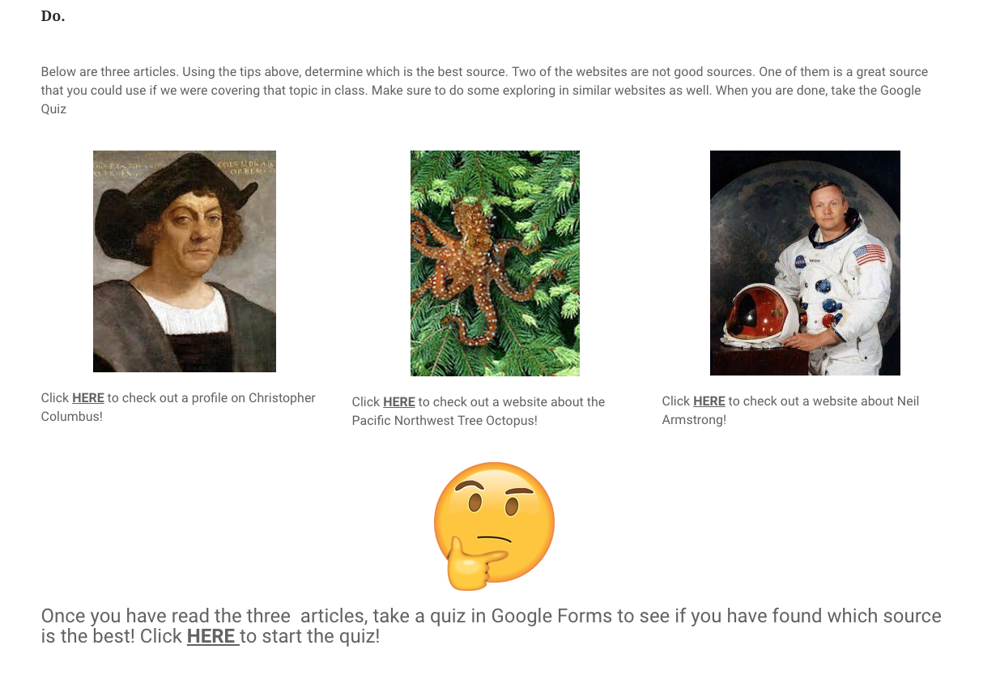 Do.
Below are three articles. Using the tips above, determine which is the best source. Two of the websites are not good sources. One of them is a great source
that you could use if we were covering that topic in class. Make sure to do some exploring in similar websites as well. When you are done, take the Google
Quiz
Click HERE to check out a profile on Christopher
Columbus!
Click HERE to check out a website about the
Pacific Northwest Tree Octopus!
Click HERE to check out a website about Neil
Armstrong!
Once you have read the three  articles, take a quiz in Google Forms to see if you have found which source
is the best! Click HERE to start the quiz!